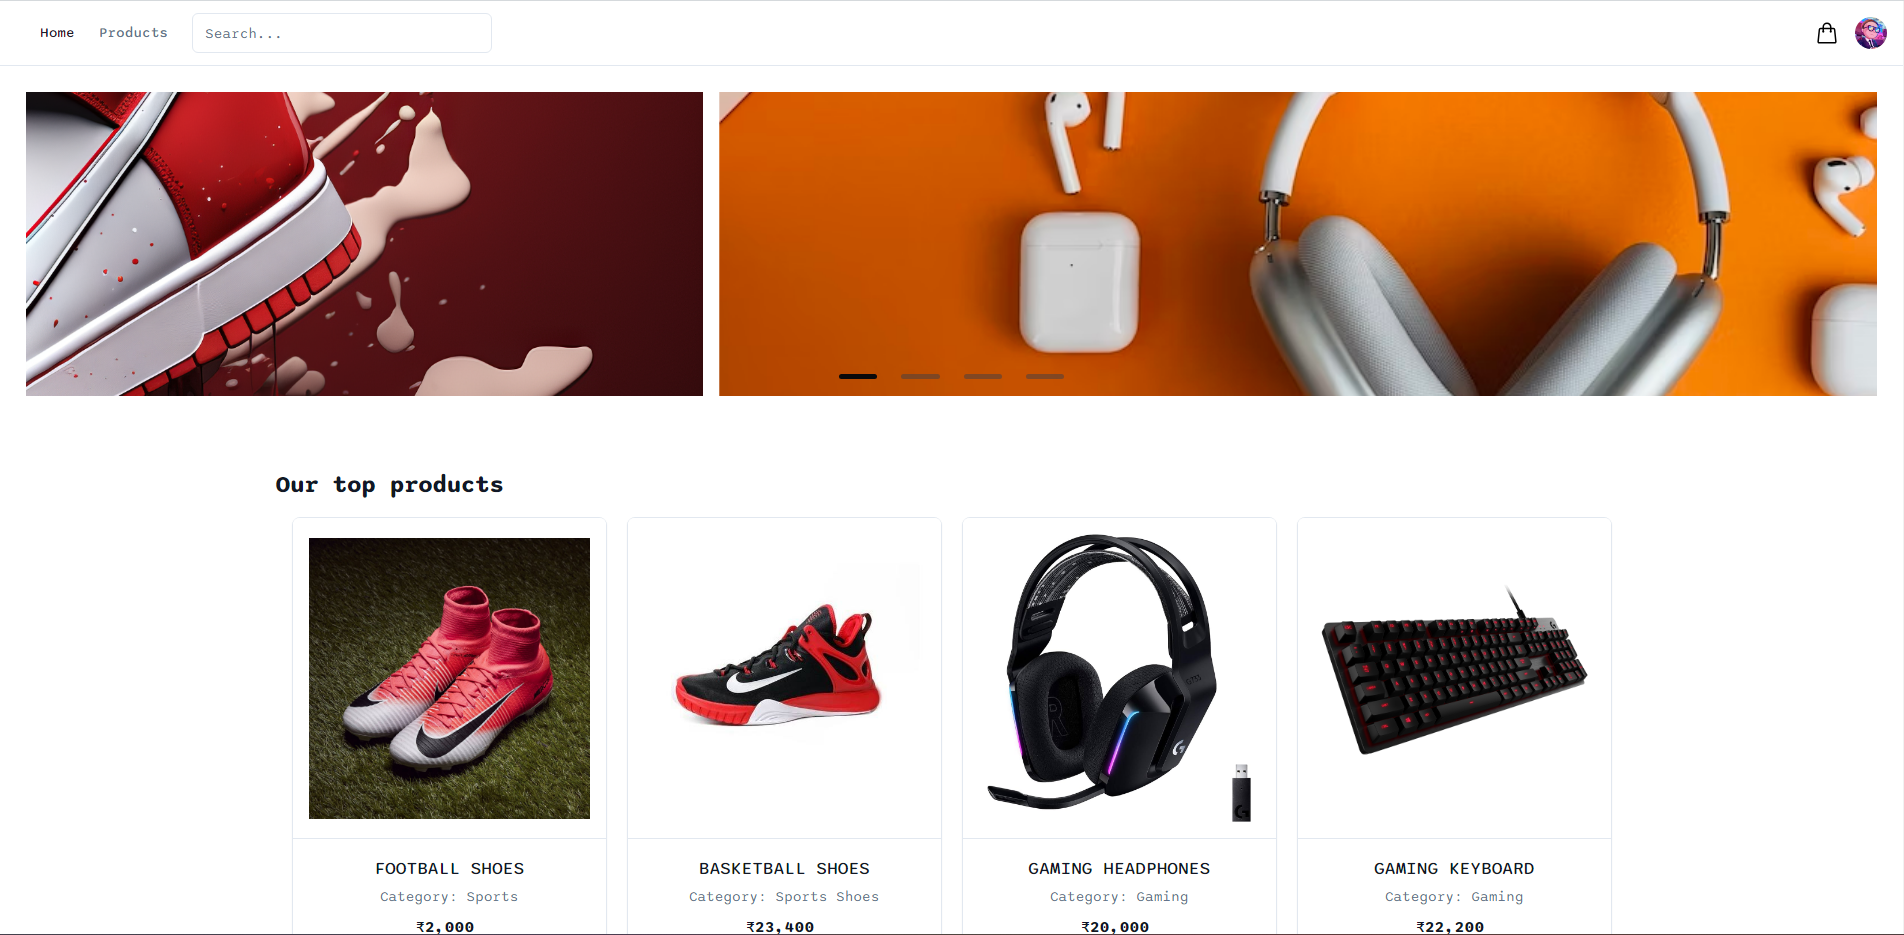 Home Products Search...
Our top products
FOOTBALL SHOES
Category: Sports
₹2,000
BASKETBALL SHOES
Category: Sports Shoes
₹23,400
GAMING HEADPHONES
Category: Gaming
₹20,000
GAMING KEYBOARD
Category: Gaming
₹22,200